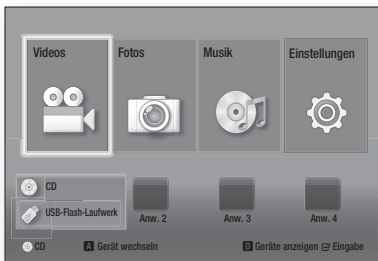 Videos Fotos Musik Einstellungen
CD
USB-Flash-Laufwerk Anw. 2 Anw. 3 Anw. 4
CD A Gerät wechseln D Geräte anzeigen Eingabe